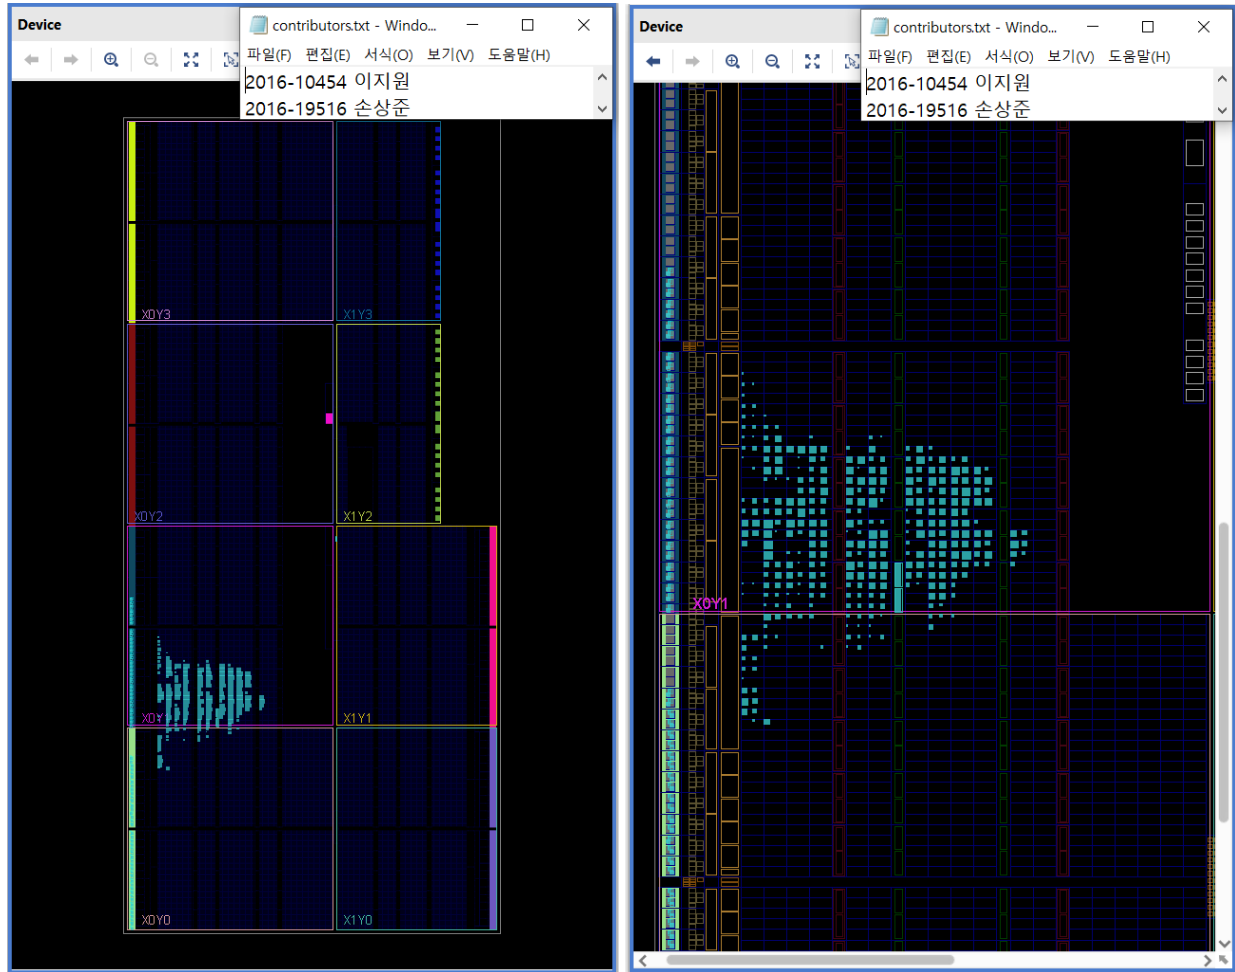 Device
contributors.txt - Windo...
파일(F) 편집(E) 서식(O) 보기(V) 도움말(H)
2016-10454 이지원
2016-19516 손상준
X0Y3
X1Y3
X0Y2
X1Y2
X0Y1
X1Y1
X0Y0
X1Y0
Device
contributors.txt - Windo...
파일(F) 편집(E) 서식(O) 보기(V) 도움말(H)
2016-10454 이지원
2016-19516 손상준
X0Y1